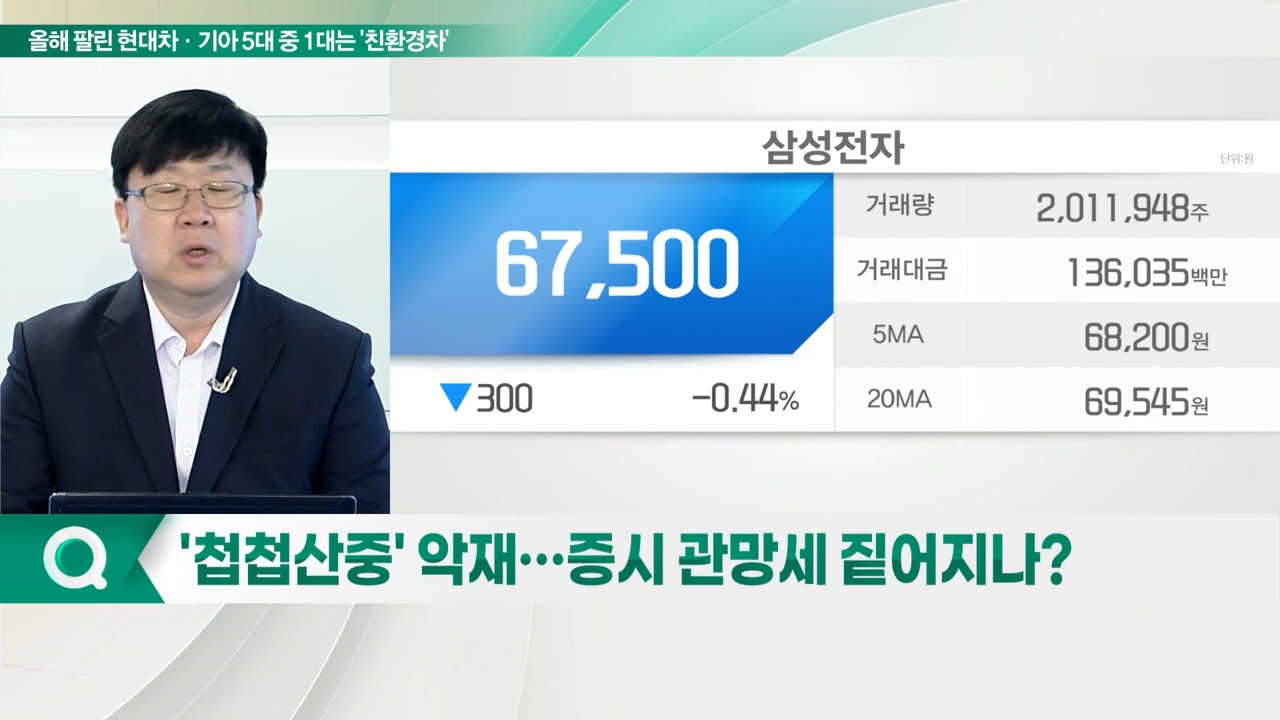 올해 팔린 현대차 · 기아 5대 중 1대는 '친환경차'
삼성전자
단위:원
67,500
▼300 -0.44%
거래량 2,011,948주
거래대금 136,035백만
5MA 68,200원
20MA 69,545원
Q '첩첩산중' 악재…증시 관망세 짙어지나?